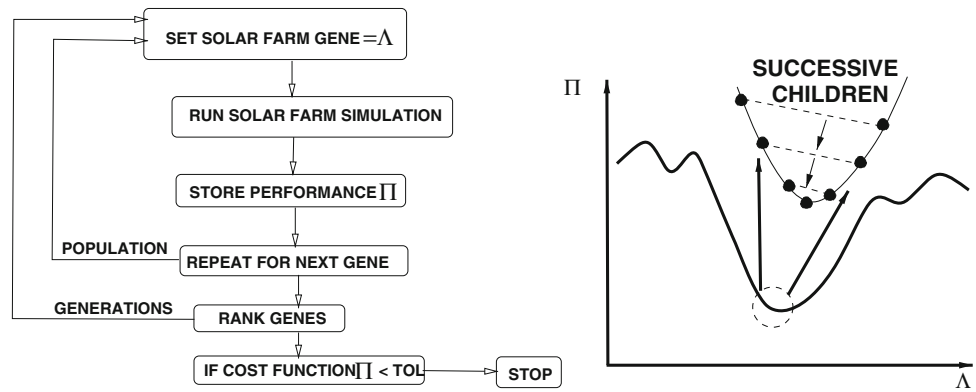 SET SOLAR FARM GENE=Λ
RUN SOLAR FARM SIMULATION
STORE PERFORMANCE Π
POPULATION
REPEAT FOR NEXT GENE
GENERATIONS
RANK GENES
IF COST FUNCTION Π < TOL
STOP
SUCCESSIVE
CHILDREN
Π
Λ